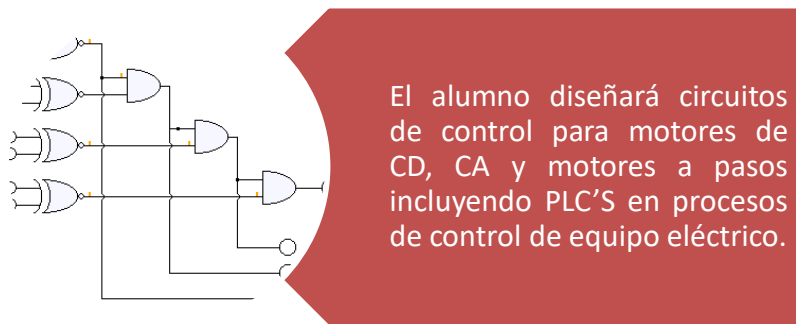 El alumno diseñará circuitos
de control para motores de
CD, CA y motores a pasos
incluyendo PLC’S en procesos
de control de equipo eléctrico.